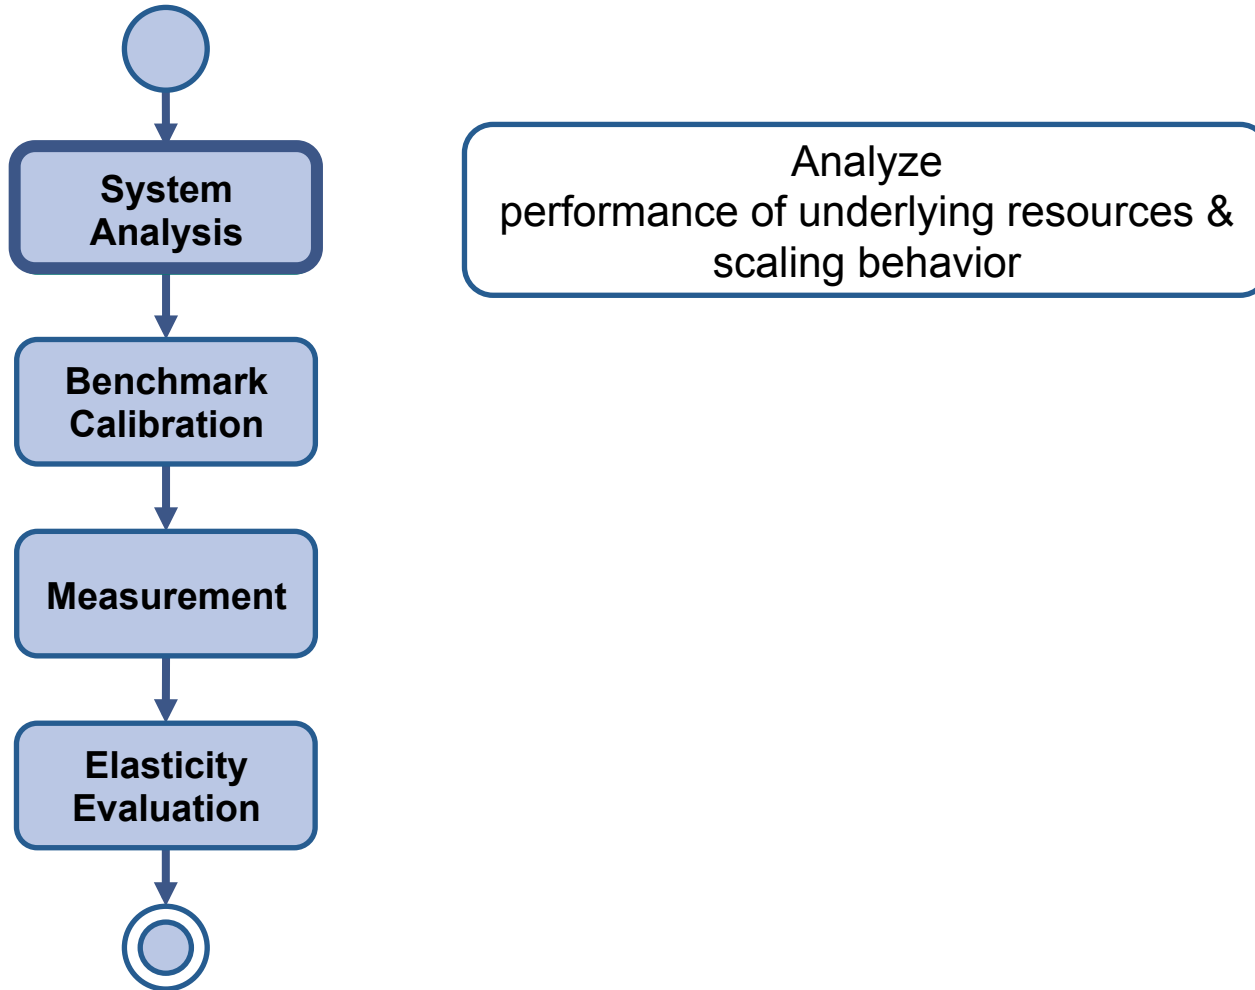 System
Analysis
Analyze
performance of underlying resources &
scaling behavior
Benchmark
Calibration
Measurement
Elasticity
Evaluation